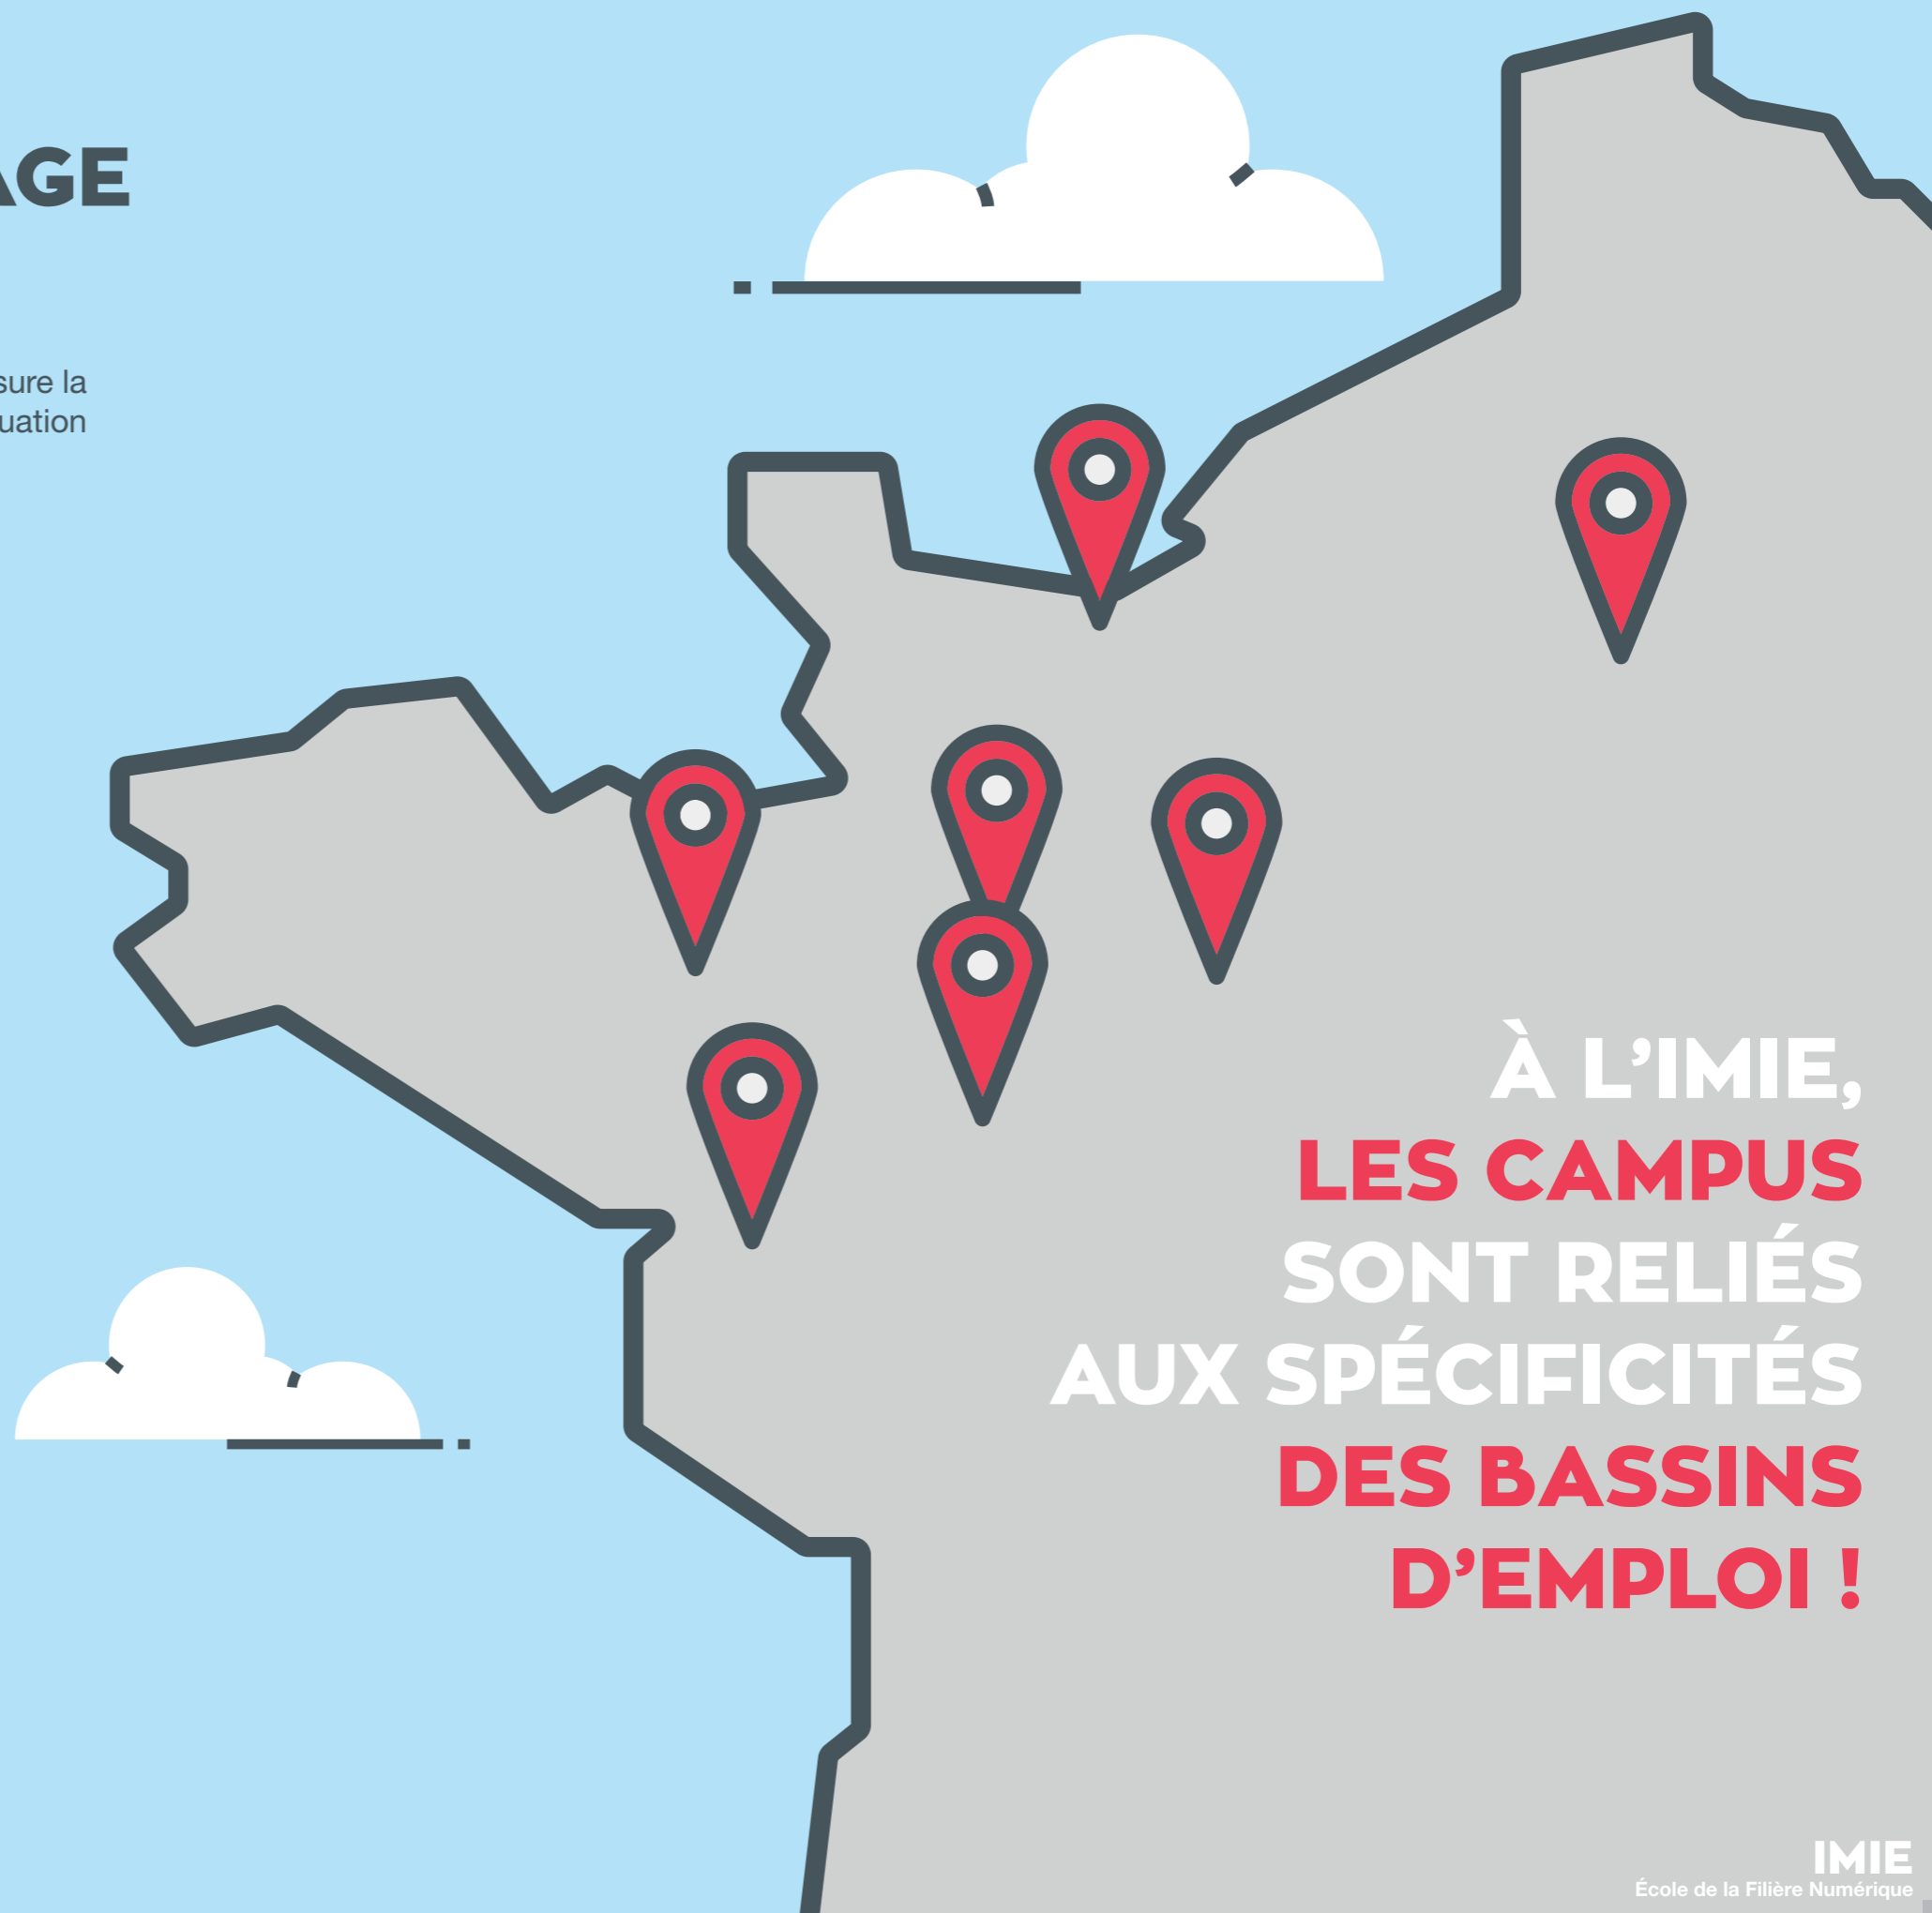 AGE
sure la
uation
À L'IMIE,
LES CAMPUS
SONT RELIÉS
AUX SPÉCIFICITÉS
DES BASSINS
D'EMPLOI !
IMIE
École de la Filière Numérique